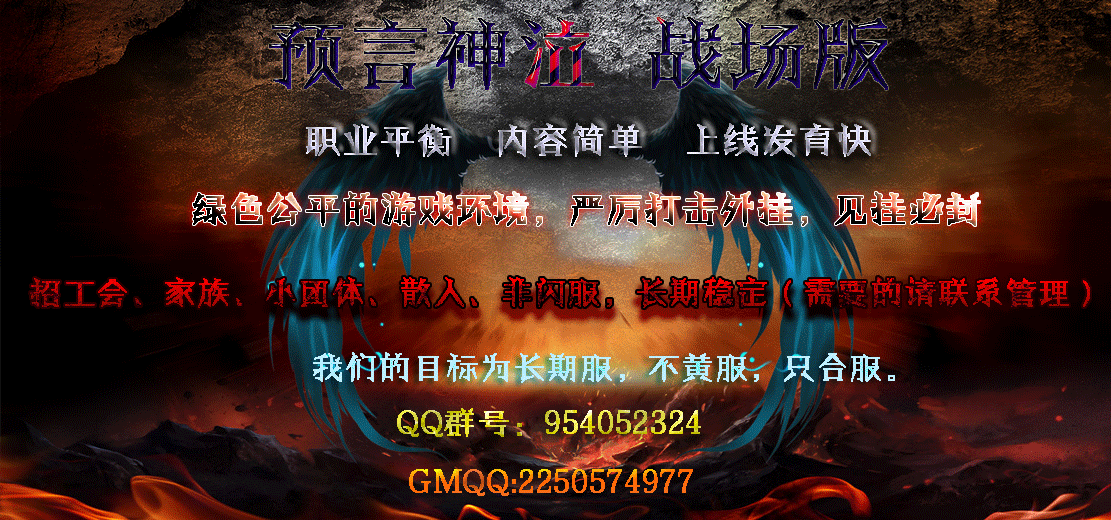 预言神泣 战场版
职业平衡 内容简单 上线发育快
绿色公平的游戏环境，严厉打击外挂，见挂必封
招工会、家族、小团体、散人、非闪服，长期稳定（需要的请联系管理）
我们的目标为长期服，不黄服，只合服。
QQ群号：954052324
GMQQ:2250574977